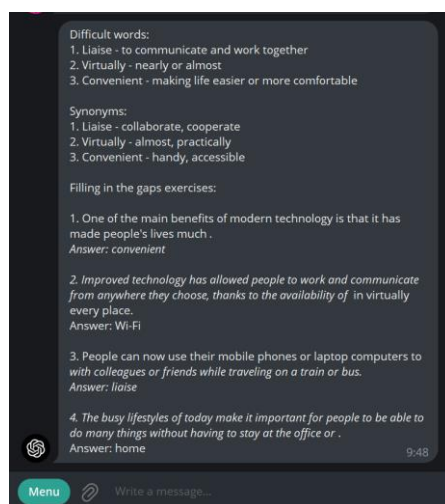 Difficult words:
1. Liaise - to communicate and work together
2. Virtually - nearly or almost
3. Convenient - making life easier or more comfortable
Synonyms:
1. Liaise - collaborate, cooperate
2. Virtually - almost, practically
3. Convenient - handy, accessible
Filling in the gaps exercises:
1. One of the main benefits of modern technology is that it has
made people's lives much .
Answer: convenient
2. Improved technology has allowed people to work and communicate
from anywhere they choose, thanks to the availability of in virtually
every place.
Answer: Wi-Fi
3. People can now use their mobile phones or laptop computers to
with colleagues or friends while traveling on a train or bus.
Answer: liaise
4. The busy lifestyles of today make it important for people to be able to
do many things without having to stay at the office or .
Answer: home
9:48
Menu
Write a message...